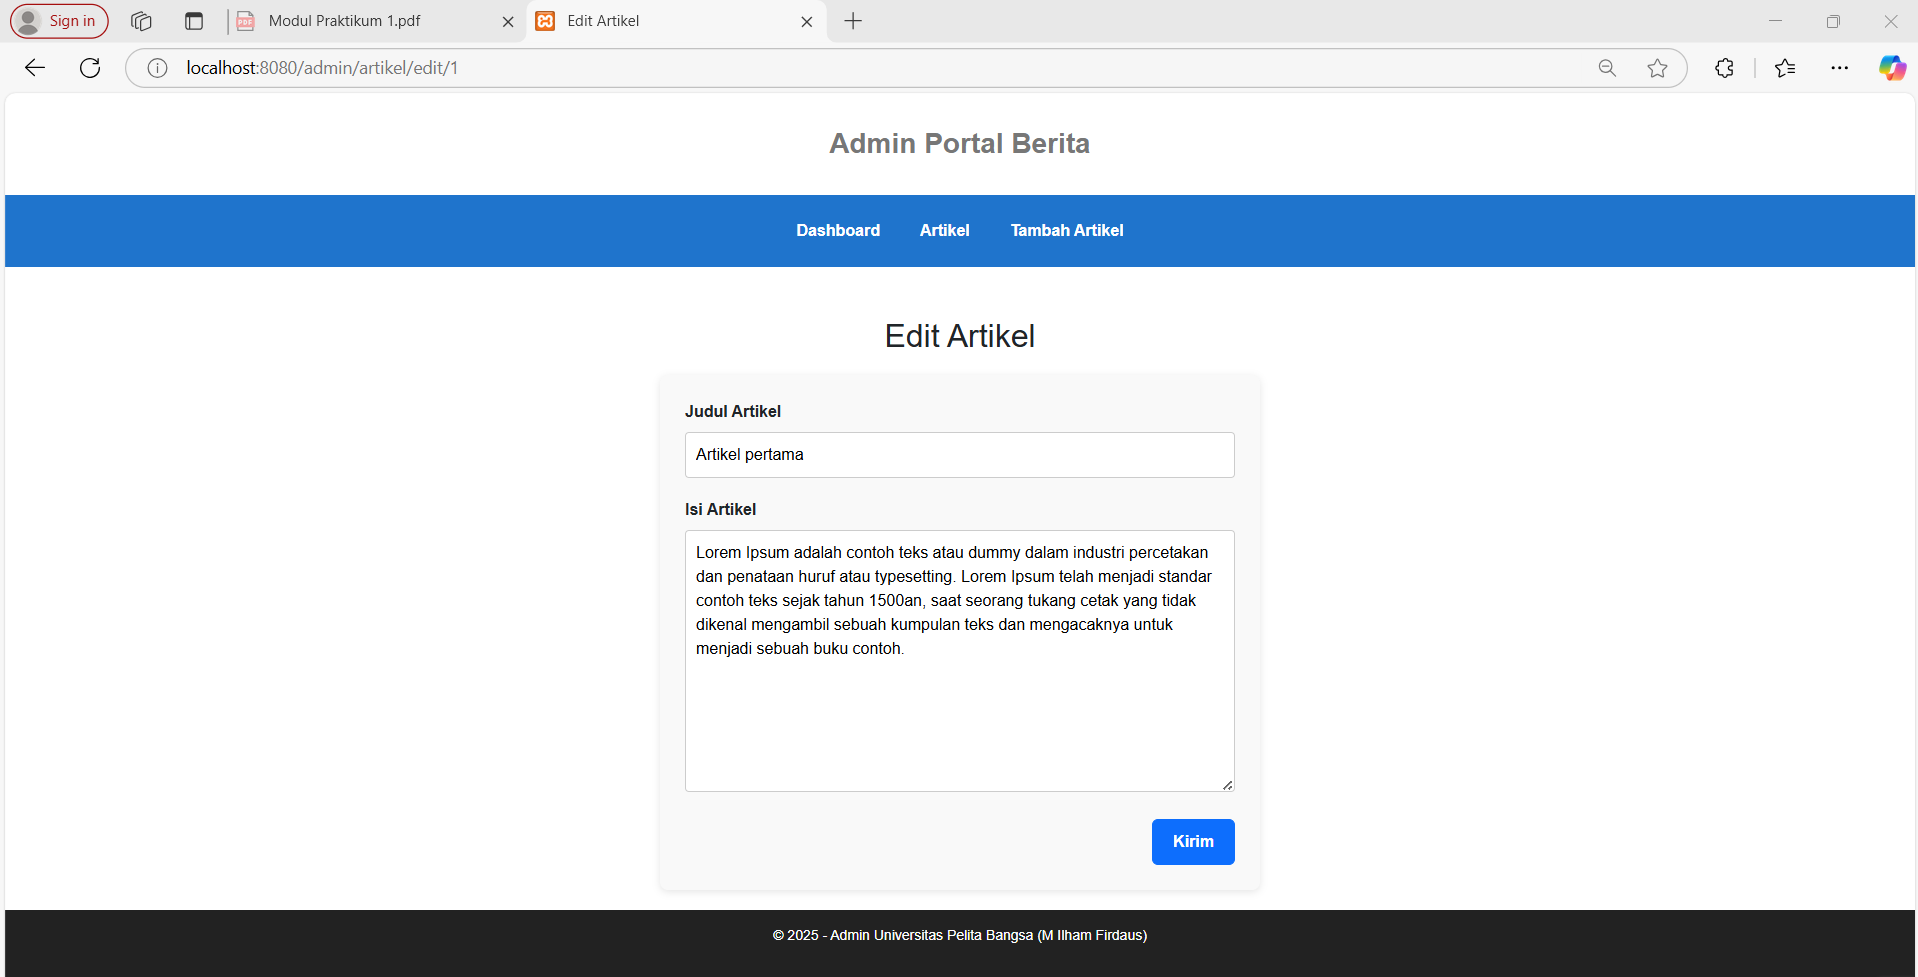 Sign in
Modul Praktikum 1.pdf
Edit Artikel
localhost:8080/admin/artikel/edit/1
Admin Portal Berita
Dashboard Artikel Tambah Artikel
Edit Artikel
Judul Artikel
Artikel pertama
Isi Artikel
Lorem Ipsum adalah contoh teks atau dummy dalam industri percetakan
dan penataan huruf atau typesetting. Lorem Ipsum telah menjadi standar
contoh teks sejak tahun 1500an, saat seorang tukang cetak yang tidak
dikenal mengambil sebuah kumpulan teks dan mengacaknya untuk
menjadi sebuah buku contoh.
Kirim
© 2025 - Admin Universitas Pelita Bangsa (M Ilham Firdaus)